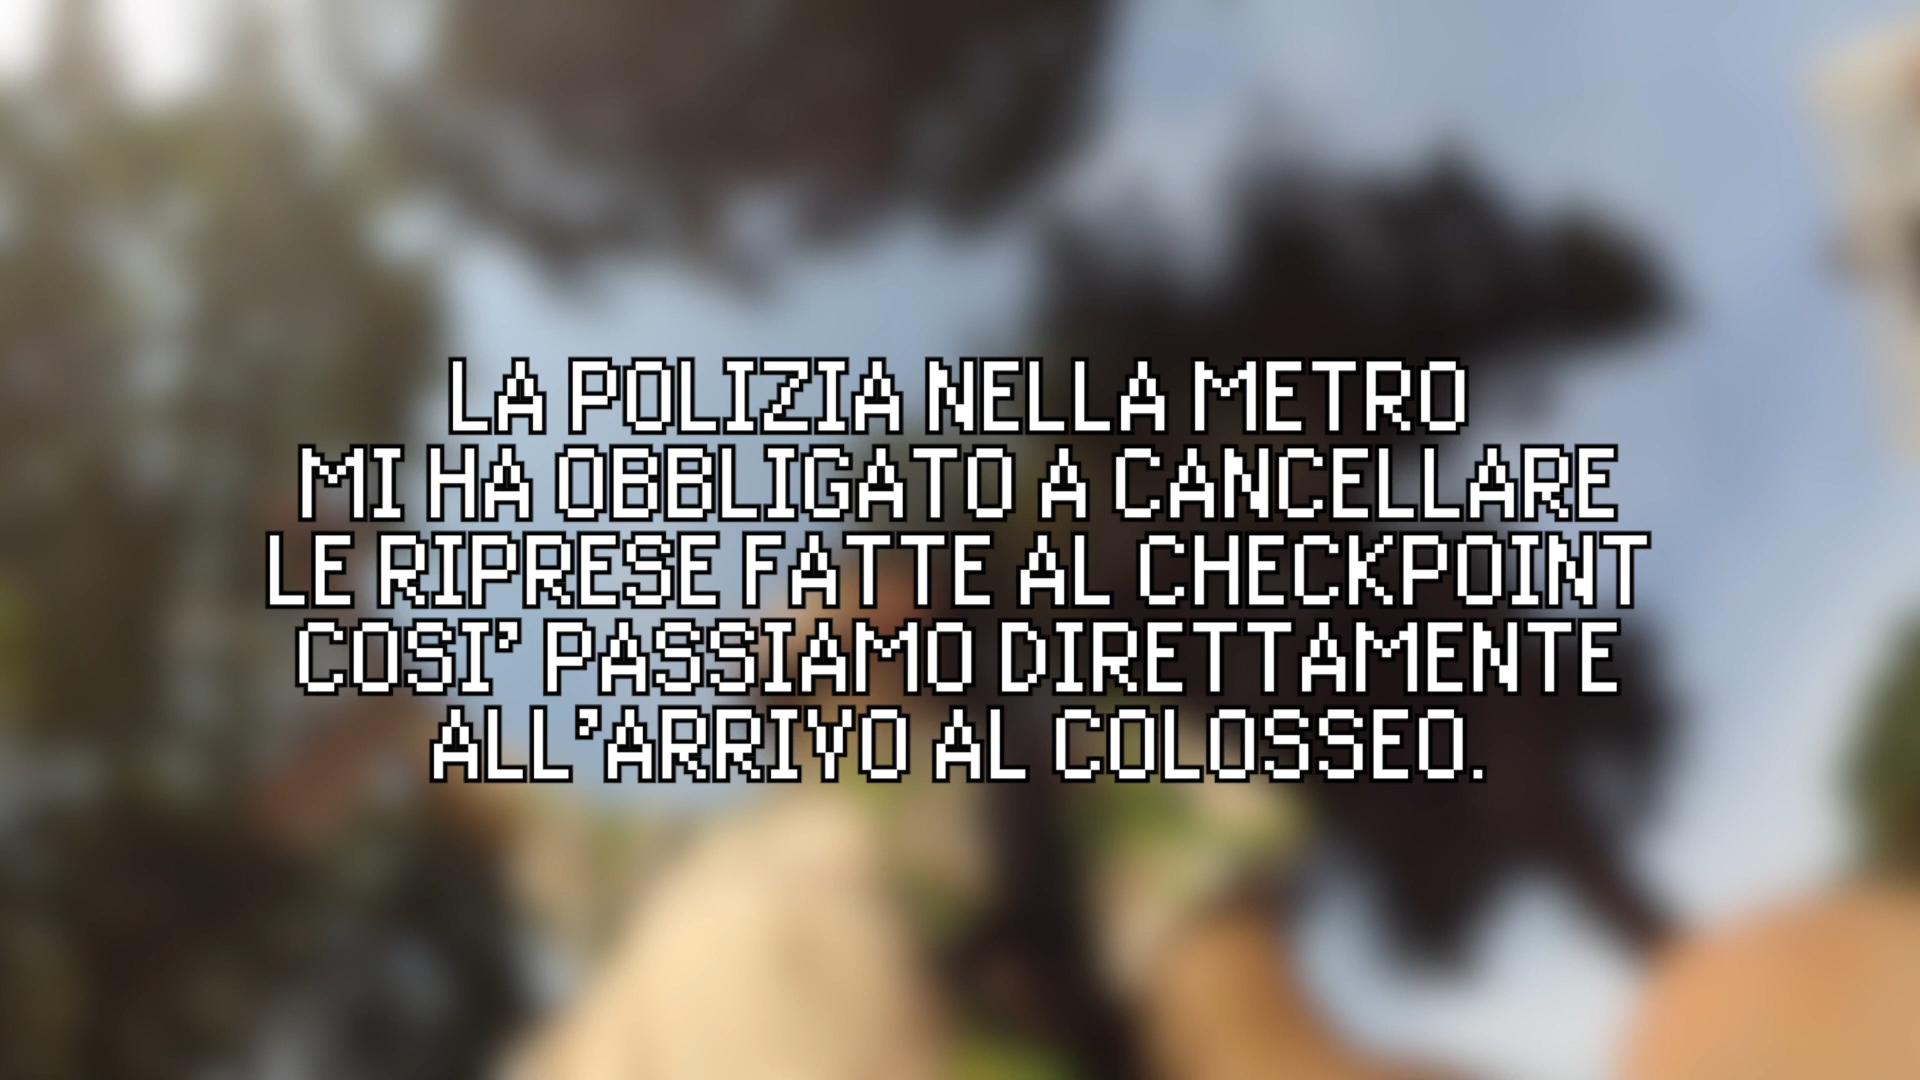 LA POLIZIA NELLA METRO
MI HA OBBLIGATO A CANCELLARE
LE RIPRESE FATTE AL CHECKPOINT
COSI' PASSIAMO DIRETTAMENTE
ALL'ARRIVO AL COLOSSEO.